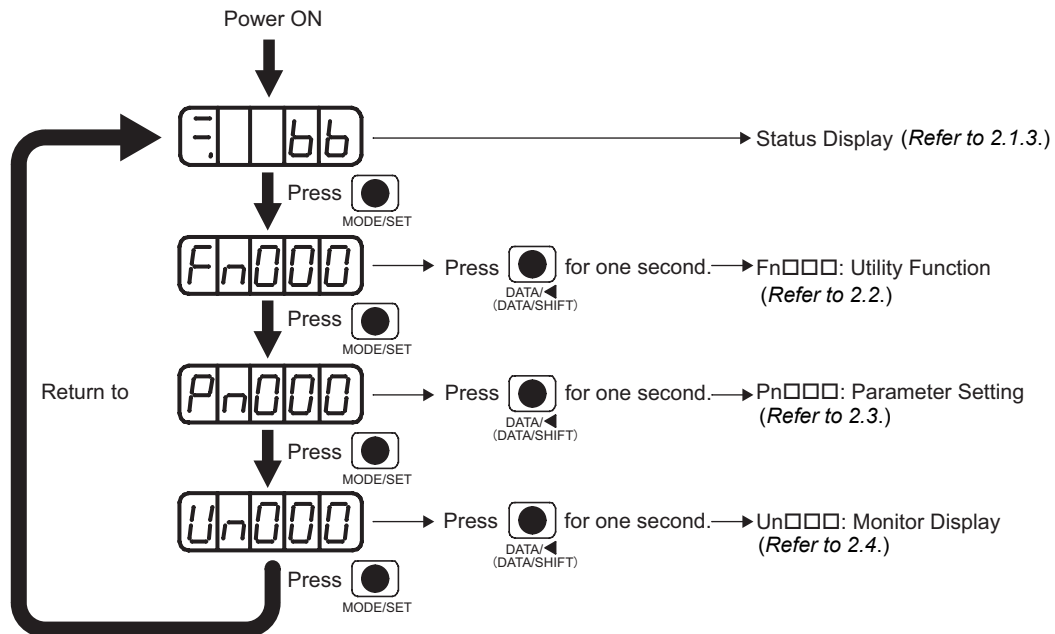 Power ON
bb
Status Display (Refer to 2.1.3.)
Press
MODE/SET
Fn000
Press
for one second.
DATA/◀
(DATA/SHIFT)
Fn□□□: Utility Function
(Refer to 2.2.)
Press
MODE/SET
Return to
Pn000
Press
for one second.
DATA/◀
(DATA/SHIFT)
Pn□□□: Parameter Setting
(Refer to 2.3.)
Press
MODE/SET
Un000
Press
for one second.
DATA/◀
(DATA/SHIFT)
Un□□□: Monitor Display
(Refer to 2.4.)
Press
MODE/SET